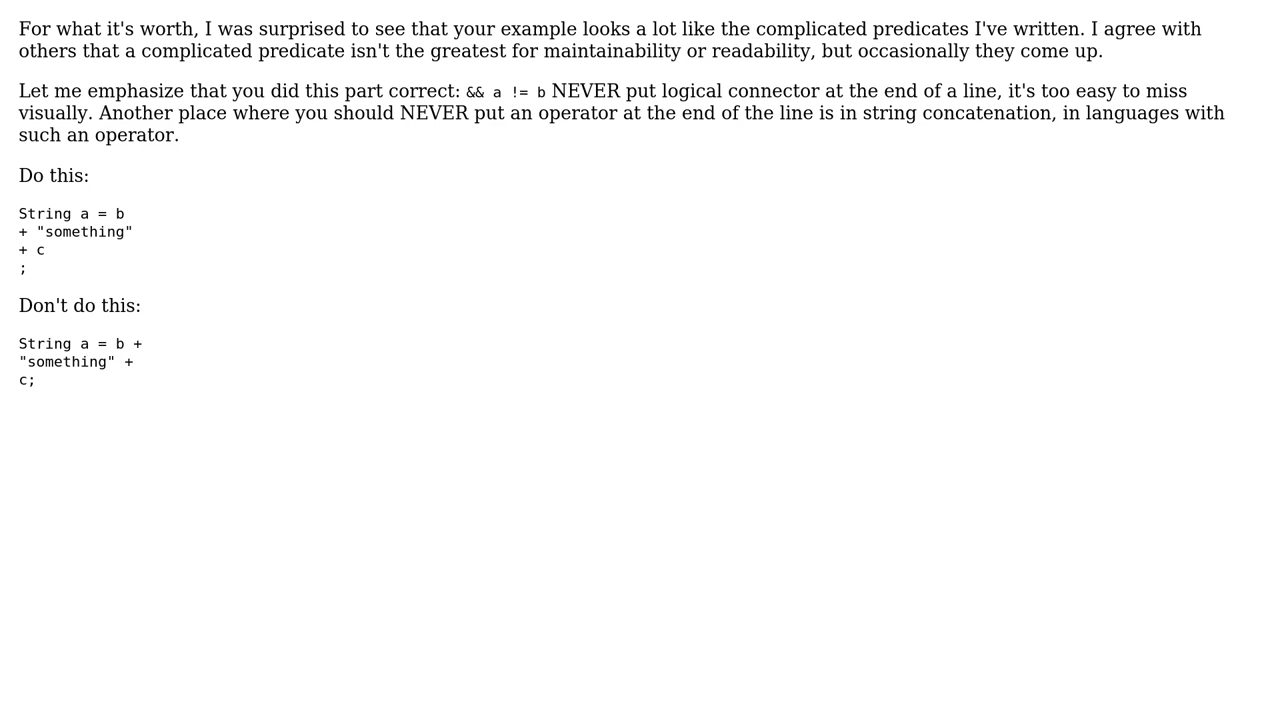 For what it's worth, I was surprised to see that your example looks a lot like the complicated predicates I've written. I agree with
others that a complicated predicate isn't the greatest for maintainability or readability, but occasionally they come up.
Let me emphasize that you did this part correct: && a != b NEVER put logical connector at the end of a line, it's too easy to miss
visually. Another place where you should NEVER put an operator at the end of the line is in string concatenation, in languages with
such an operator.
Do this:
String a = b
+ "something"
+ c
;
Don't do this:
String a = b +
"something" +
c;